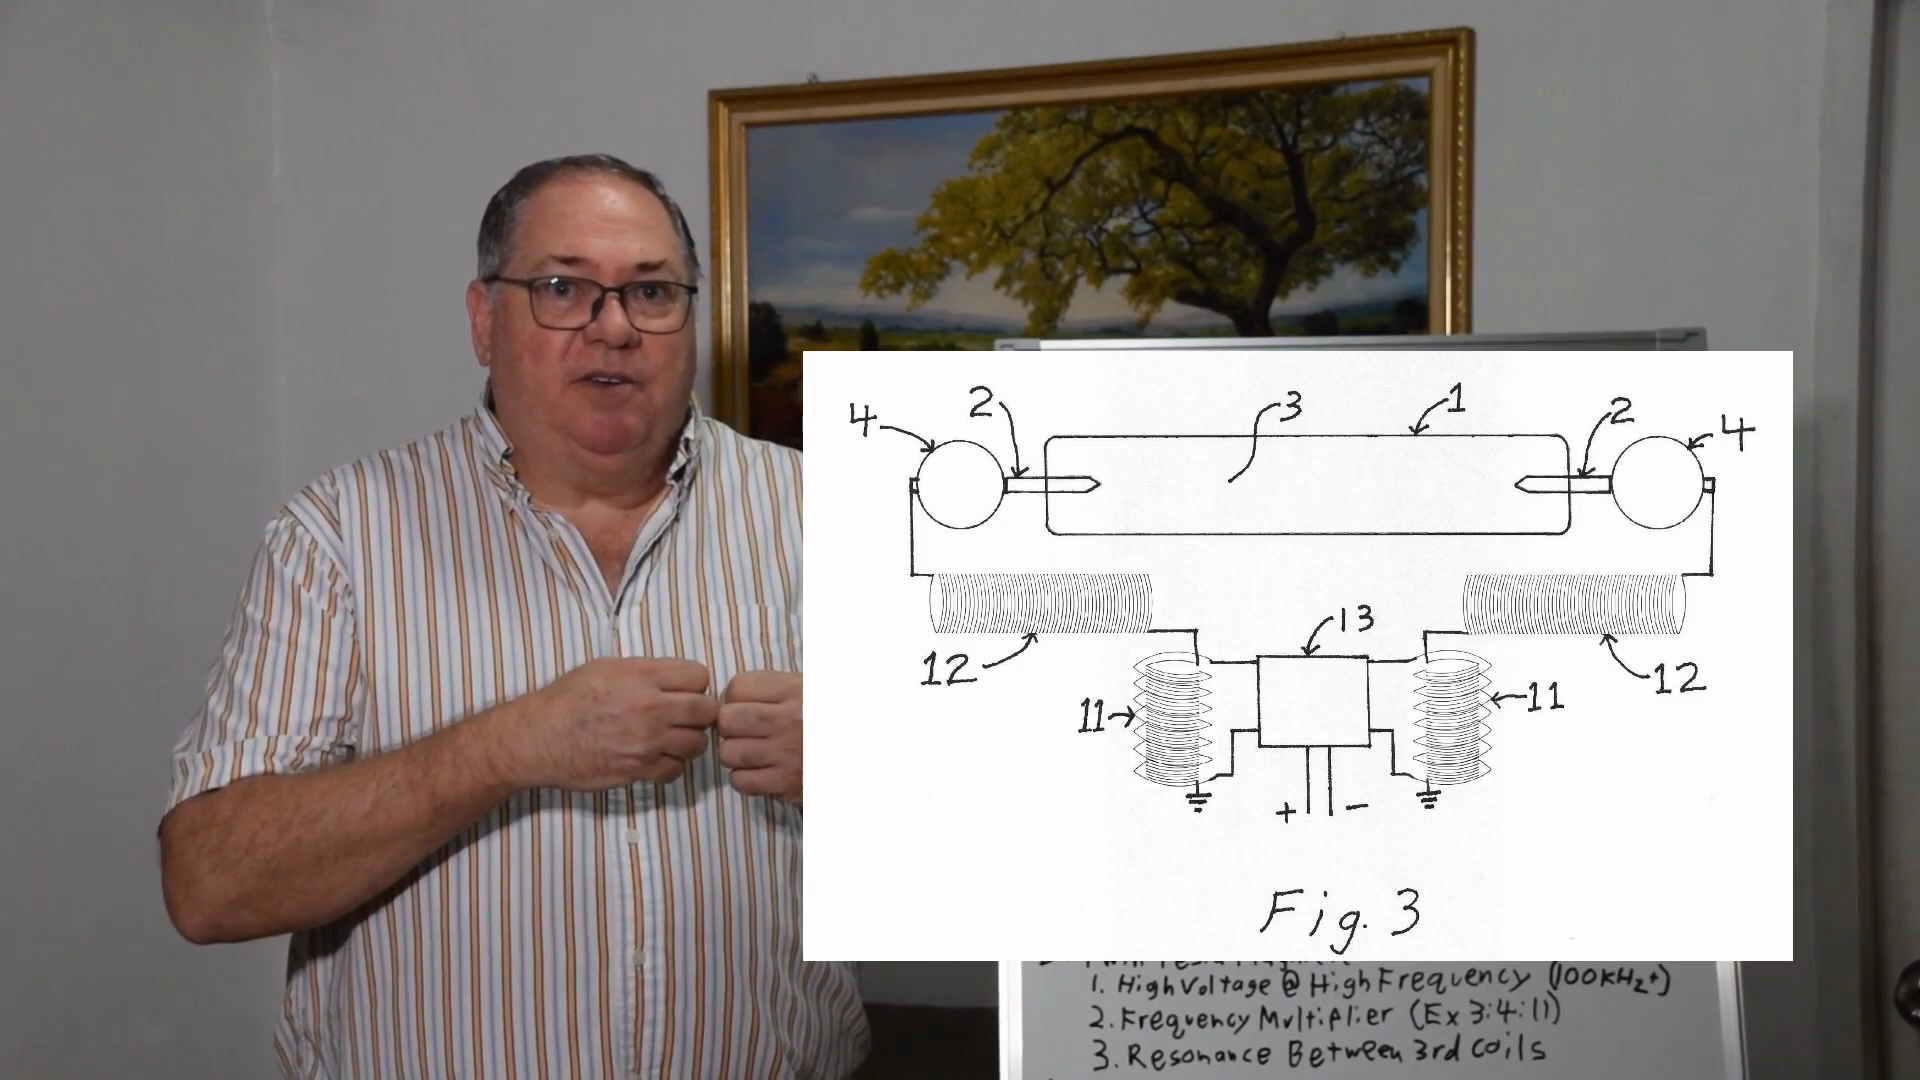 4 2 3 1 2 4
12 13 12
11 11
+ −
Fig. 3
1. High Voltage @ High Frequency (100KHz+)
2. Frequency Multiplier (Ex 3:4:11)
3. Resonance Between 3rd coils